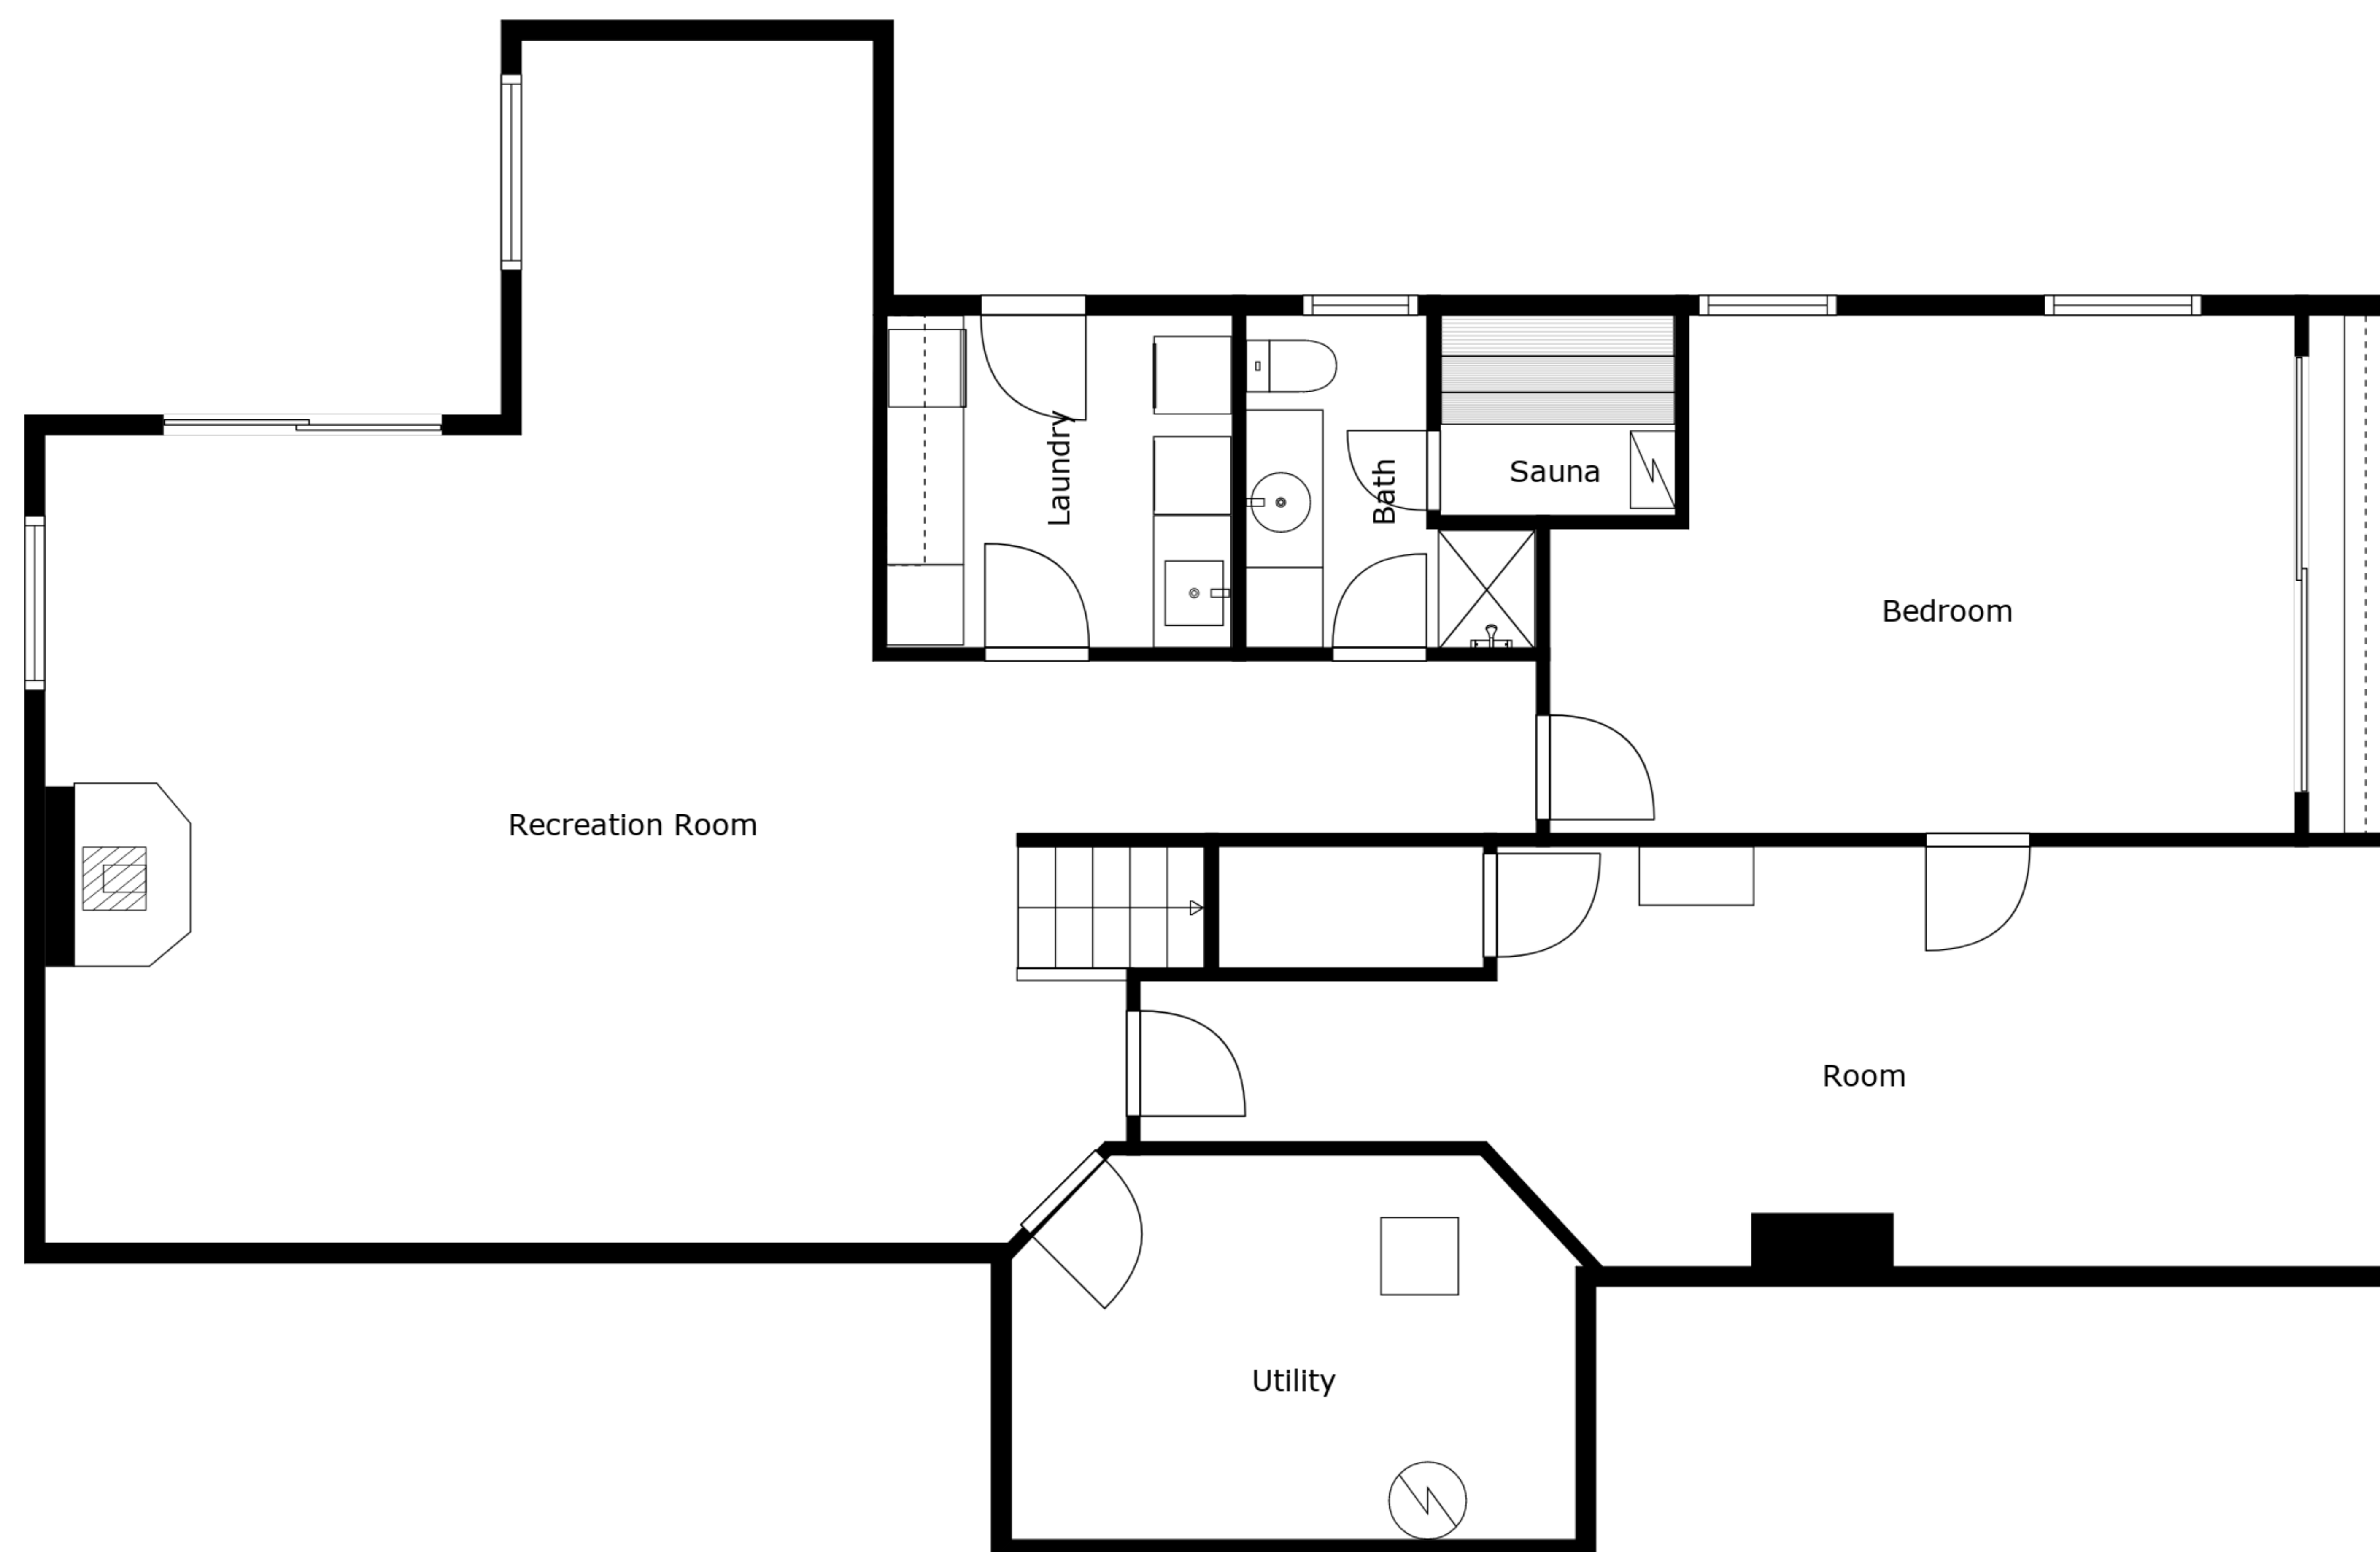 Laundry
Bath
Sauna
Bedroom
Recreation Room
Room
Utility